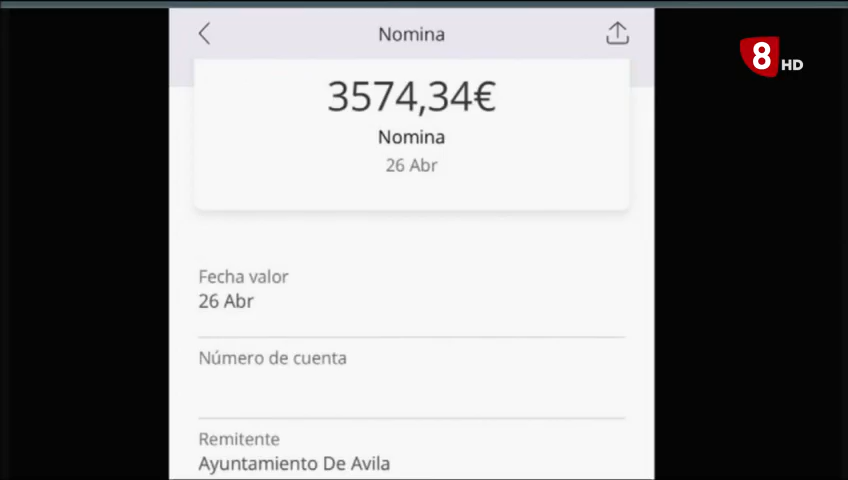 Nomina
8 HD
3574,34€
Nomina
26 Abr
Fecha valor
26 Abr
Número de cuenta
Remitente
Ayuntamiento De Avila